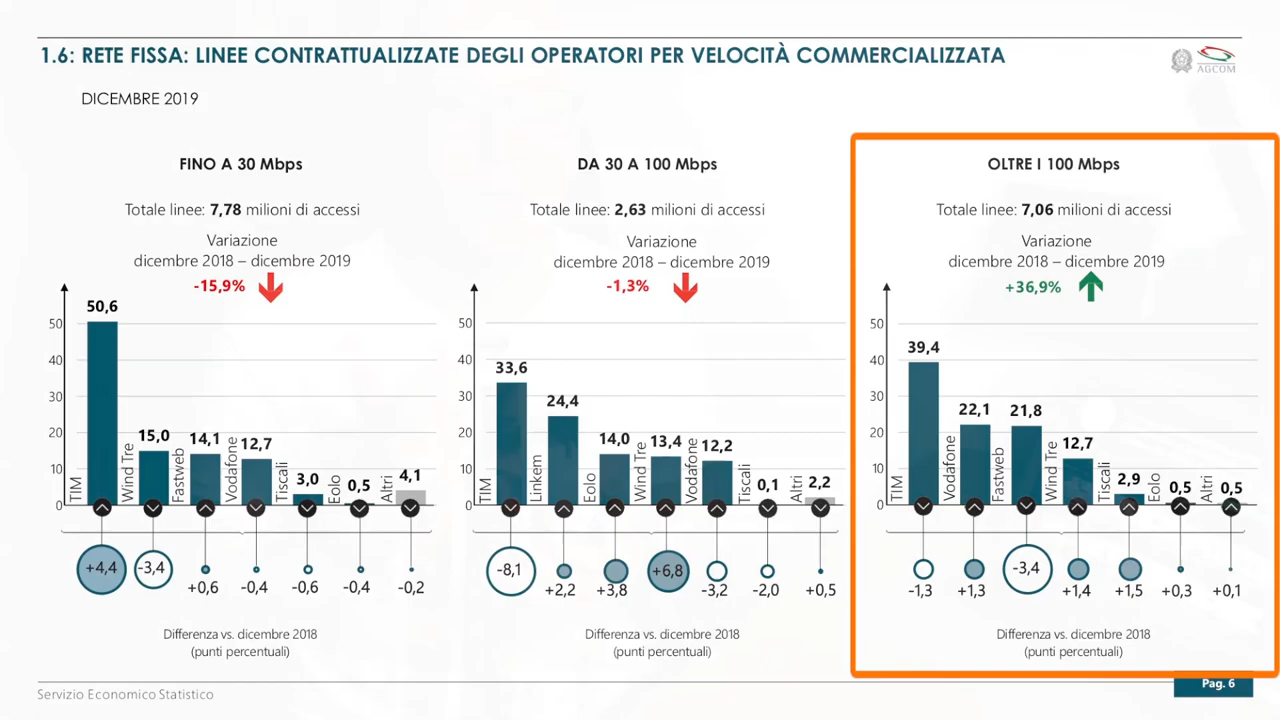 1.6: RETE FISSA: LINEE CONTRATTUALIZZATE DEGLI OPERATORI PER VELOCITÀ COMMERCIALIZZATA
AGCOM
DICEMBRE 2019
FINO A 30 Mbps
Totale linee: 7,78 milioni di accessi
Variazione
dicembre 2018 – dicembre 2019
-15,9%
50
40
30
20
10
0
50,6
15,0
14,1
12,7
3,0
0,5
4,1
TIM
Wind Tre
Fastweb
Vodafone
Tiscali
Eolo
Altri
+4,4
-3,4
+0,6
-0,4
-0,6
-0,4
-0,2
Differenza vs. dicembre 2018
(punti percentuali)
DA 30 A 100 Mbps
Totale linee: 2,63 milioni di accessi
Variazione
dicembre 2018 – dicembre 2019
-1,3%
50
40
30
20
10
0
33,6
24,4
14,0
13,4
12,2
0,1
2,2
TIM
Linkem
Eolo
Wind Tre
Vodafone
Tiscali
Altri
-8,1
+2,2
+3,8
+6,8
-3,2
-2,0
+0,5
Differenza vs. dicembre 2018
(punti percentuali)
OLTRE I 100 Mbps
Totale linee: 7,06 milioni di accessi
Variazione
dicembre 2018 – dicembre 2019
+36,9%
50
40
30
20
10
0
39,4
22,1
21,8
12,7
2,9
0,5
0,5
TIM
Vodafone
Fastweb
Wind Tre
Tiscali
Eolo
Altri
-1,3
+1,3
-3,4
+1,4
+1,5
+0,3
+0,1
Differenza vs. dicembre 2018
(punti percentuali)
Servizio Economico Statistico
Pag. 6